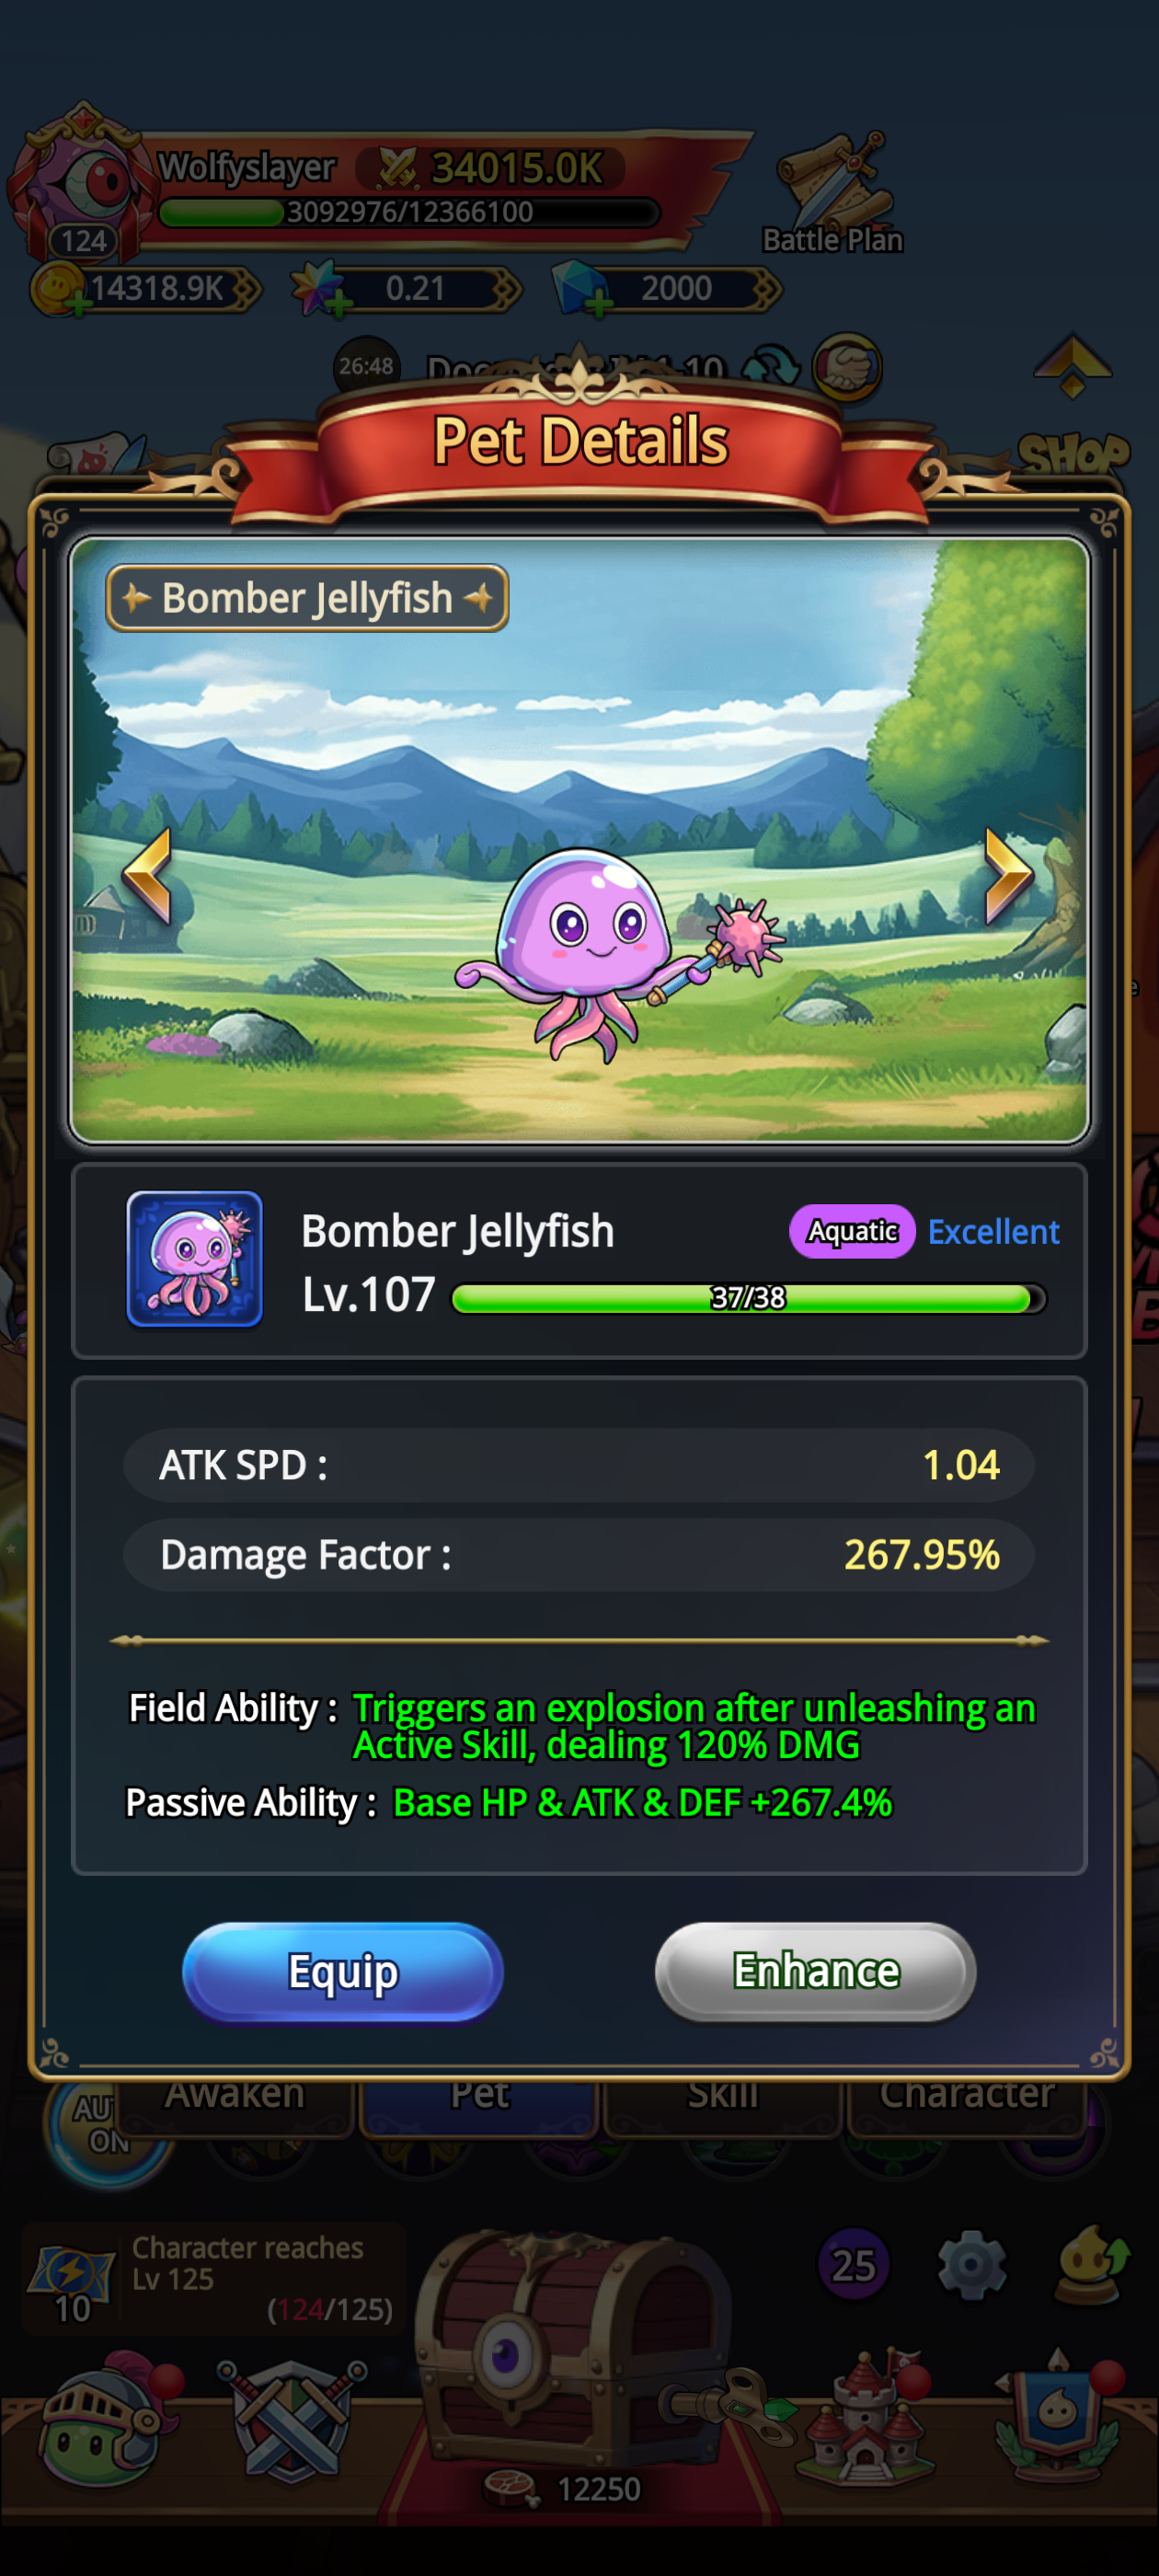 Wolfyslayer
34015.0K
3092976/12366100
124
Battle Plan
14318.9K
0.21
2000
26:48
SHOP
Pet Details
Bomber Jellyfish
Bomber Jellyfish
Aquatic
Excellent
Lv.107
37/38
ATK SPD :
1.04
Damage Factor :
267.95%
Field Ability : Triggers an explosion after unleashing an
Active Skill, dealing 120% DMG
Passive Ability : Base HP & ATK & DEF +267.4%
Equip
Enhance
Awaken
Pet
Skill
Character
ON
Character reaches
Lv 125
(124/125)
10
25
12250